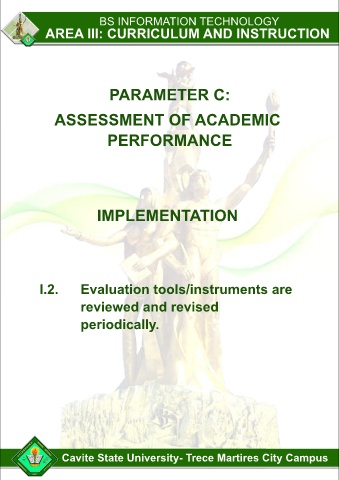 BS INFORMATION TECHNOLOGY
AREA III: CURRICULUM AND INSTRUCTION
PARAMETER C:
ASSESSMENT OF ACADEMIC
PERFORMANCE
IMPLEMENTATION
I.2. Evaluation tools/instruments are
reviewed and revised
periodically.
Cavite State University- Trece Martires City Campus